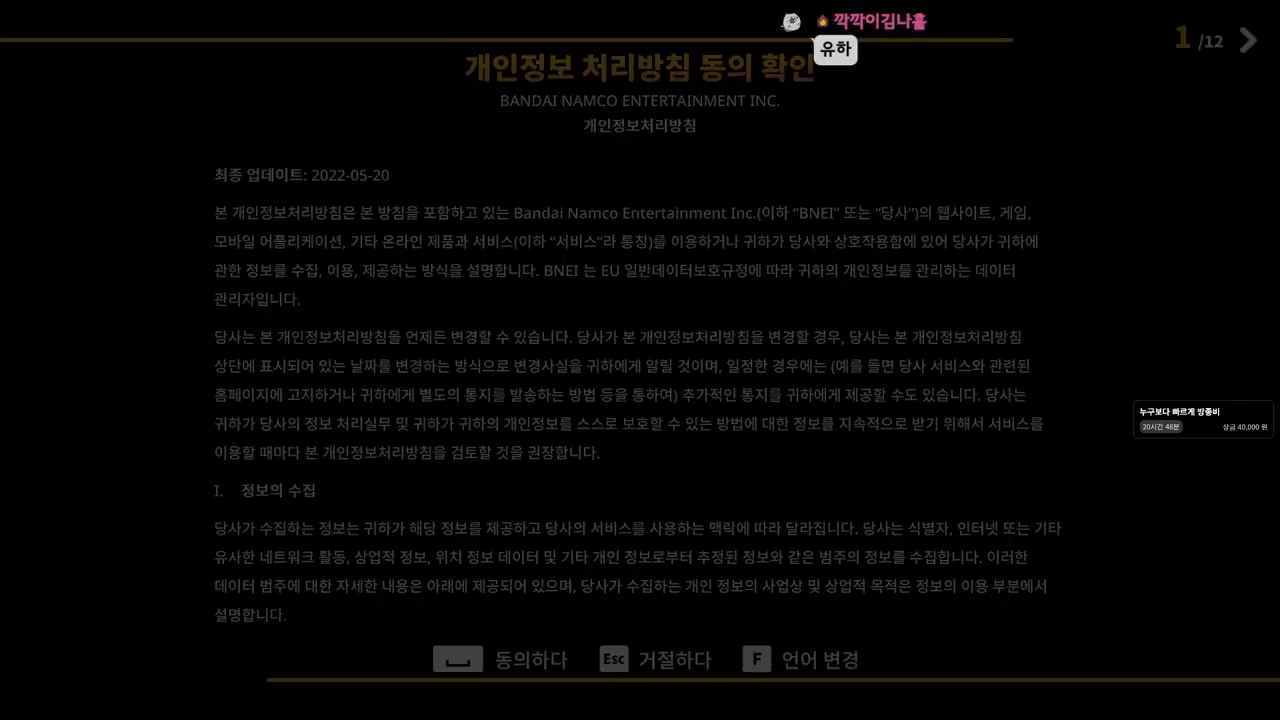 깍깍이김나훌
유하
1 /12
개인정보 처리방침 동의 확인
BANDAI NAMCO ENTERTAINMENT INC.
개인정보처리방침
최종 업데이트: 2022-05-20
본 개인정보처리방침은 본 방침을 포함하고 있는 Bandai Namco Entertainment Inc.(이하 “BNEI” 또는 “당사”)의 웹사이트, 게임,
모바일 어플리케이션, 기타 온라인 제품과 서비스(이하 “서비스”라 통칭)를 이용하거나 귀하가 당사와 상호작용함에 있어 당사가 귀하에
관한 정보를 수집, 이용, 제공하는 방식을 설명합니다. BNEI 는 EU 일반데이터보호규정에 따라 귀하의 개인정보를 관리하는 데이터
관리자입니다.
당사는 본 개인정보처리방침을 언제든 변경할 수 있습니다. 당사가 본 개인정보처리방침을 변경할 경우, 당사는 본 개인정보처리방침
상단에 표시되어 있는 날짜를 변경하는 방식으로 변경사실을 귀하에게 알릴 것이며, 일정한 경우에는 (예를 들면 당사 서비스와 관련된
홈페이지에 고지하거나 귀하에게 별도의 통지를 발송하는 방법 등을 통하여) 추가적인 통지를 귀하에게 제공할 수도 있습니다. 당사는
귀하가 당사의 정보 처리실무 및 귀하가 귀하의 개인정보를 스스로 보호할 수 있는 방법에 대한 정보를 지속적으로 받기 위해서 서비스를
이용할 때마다 본 개인정보처리방침을 검토할 것을 권장합니다.
누구보다 빠르게 방종비
20시간 48분 상금 40,000 원
I. 정보의 수집
당사가 수집하는 정보는 귀하가 해당 정보를 제공하고 당사의 서비스를 사용하는 맥락에 따라 달라집니다. 당사는 식별자, 인터넷 또는 기타
유사한 네트워크 활동, 상업적 정보, 위치 정보 데이터 및 기타 개인 정보로부터 추정된 정보와 같은 범주의 정보를 수집합니다. 이러한
데이터 범주에 대한 자세한 내용은 아래에 제공되어 있으며, 당사가 수집하는 개인 정보의 사업상 및 상업적 목적은 정보의 이용 부분에서
설명합니다.
동의하다 Esc 거절하다 F 언어 변경